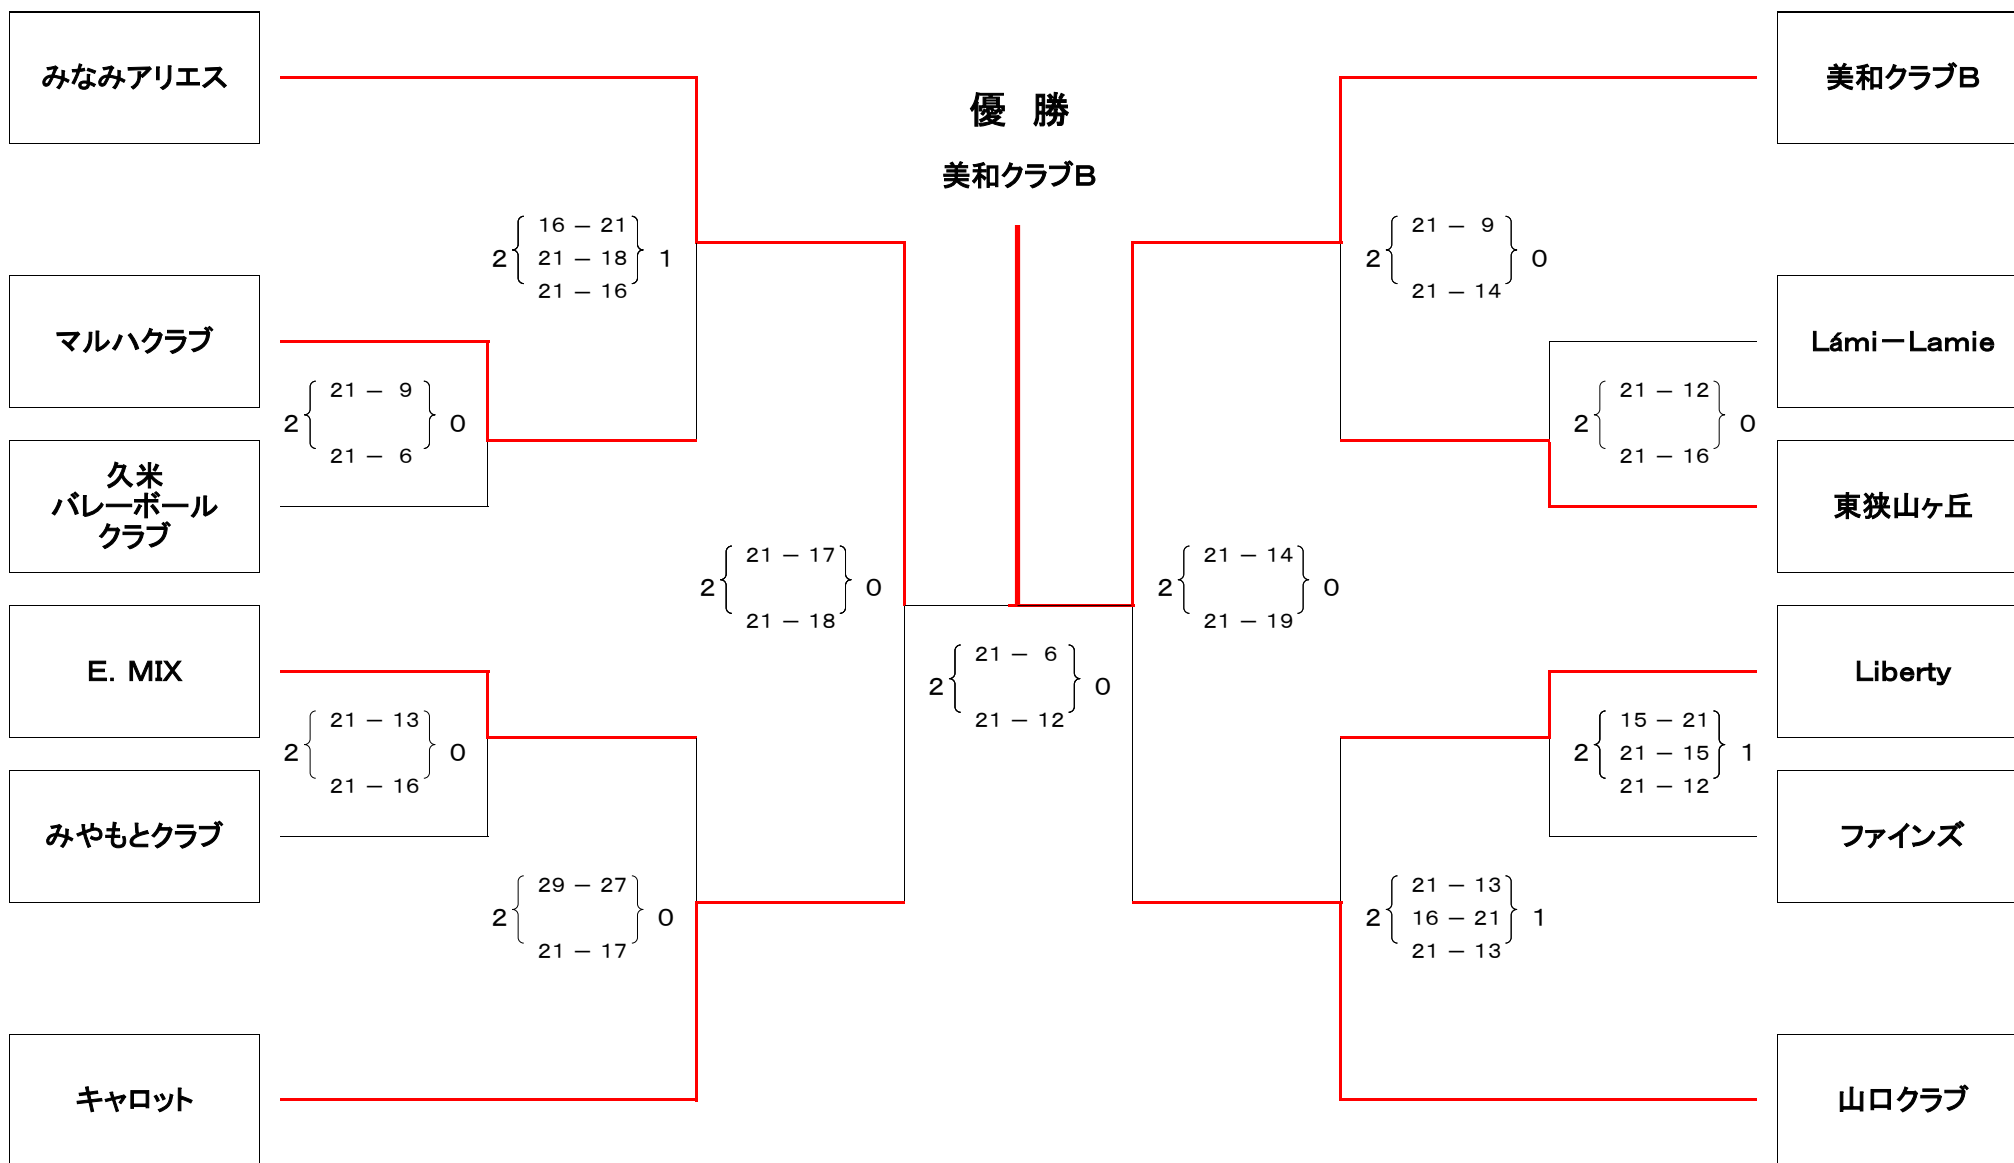 みなみアリエス
美和クラブB
優 勝
美和クラブB
16 － 21
2 21 － 18 1
21 － 16
21 － 9
2 0
21 － 14
マルハクラブ
Lámi－Lamie
21 － 9
2 0
21 － 6
21 － 12
2 0
21 － 16
久米
バレーボール
クラブ
東狭山ヶ丘
21 － 17
2 0
21 － 18
21 － 14
2 0
21 － 19
E. MIX
21 － 6
2 0
21 － 12
Liberty
21 － 13
2 0
21 － 16
15 － 21
2 21 － 15 1
21 － 12
みやもとクラブ
ファインズ
29 － 27
2 0
21 － 17
21 － 13
2 16 － 21 1
21 － 13
キャロット
山口クラブ